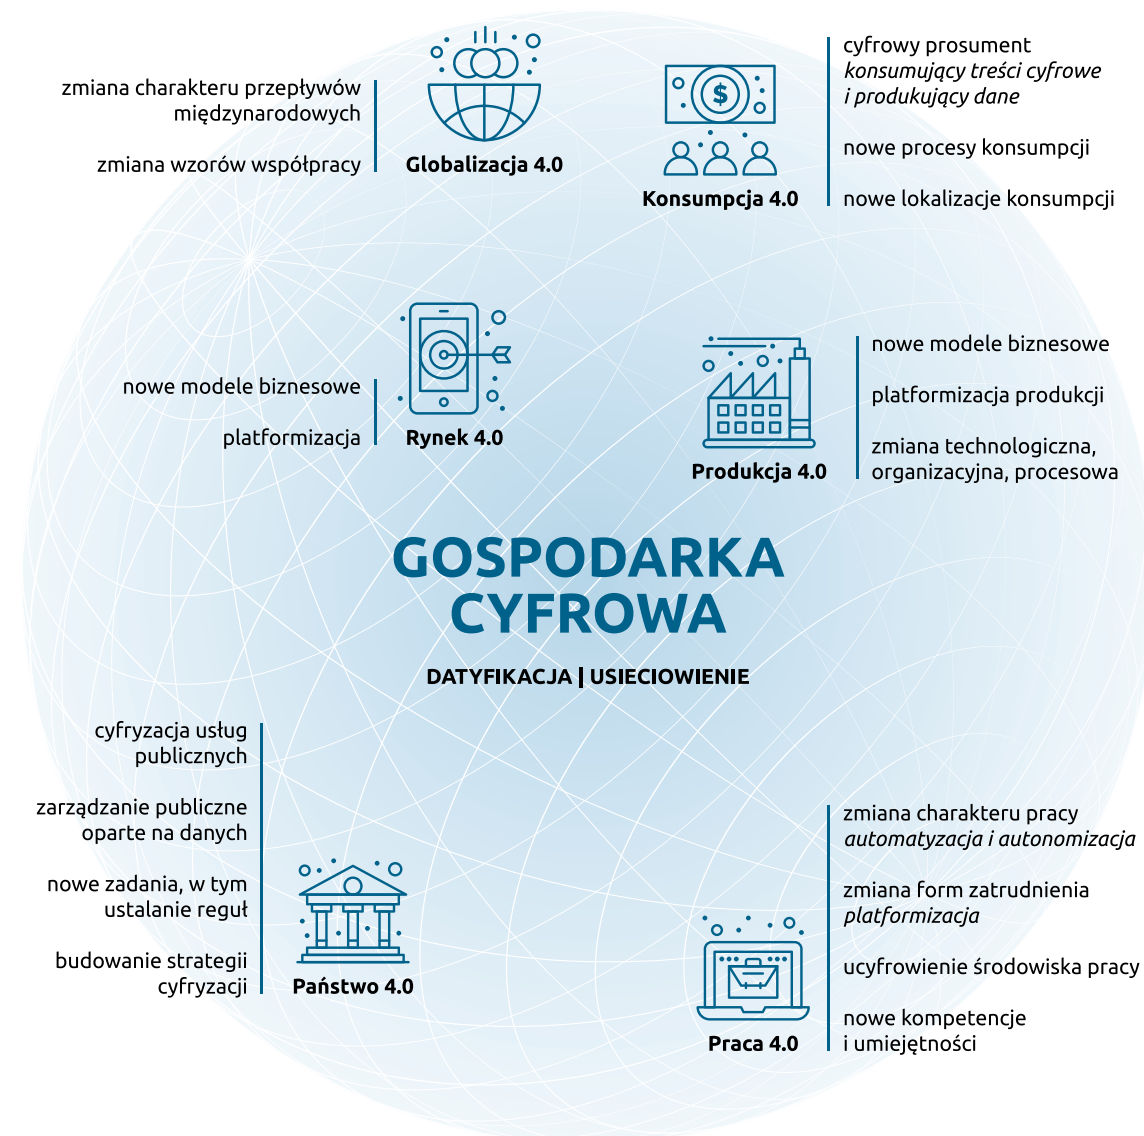 zmiana charakteru przepływów
międzynarodowych
zmiana wzorów współpracy
Globalizacja 4.0
$
Konsumpcja 4.0
cyfrowy prosument
konsumujący treści cyfrowe
i produkujący dane
nowe procesy konsumpcji
nowe lokalizacje konsumpcji
nowe modele biznesowe
platformizacja
Rynek 4.0
Produkcja 4.0
nowe modele biznesowe
platformizacja produkcji
zmiana technologiczna,
organizacyjna, procesowa
GOSPODARKA
CYFROWA
DATYFIKACJA | USIECIOWIENIE
cyfryzacja usług
publicznych
zarządzanie publiczne
oparte na danych
nowe zadania, w tym
ustalanie reguł
budowanie strategii
cyfryzacji
Państwo 4.0
Praca 4.0
zmiana charakteru pracy
automatyzacja i autonomizacja
zmiana form zatrudnienia
platformizacja
ucyfrowienie środowiska pracy
nowe kompetencje
i umiejętności